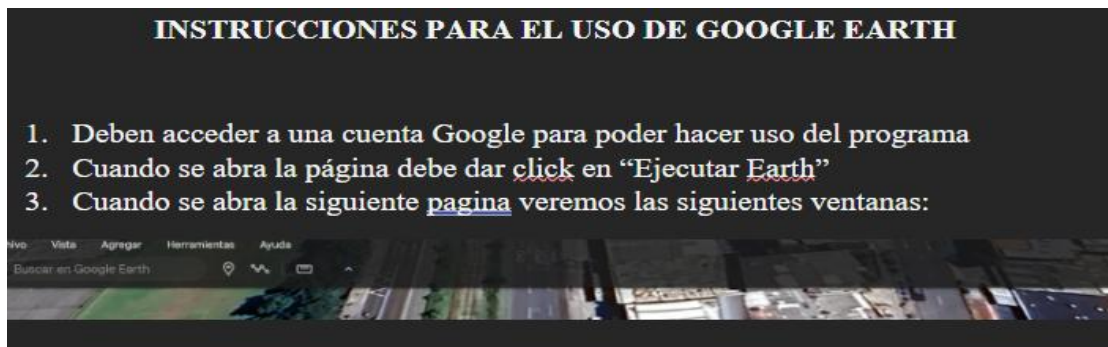 INSTRUCCIONES PARA EL USO DE GOOGLE EARTH
1. Deben acceder a una cuenta Google para poder hacer uso del programa
2. Cuando se abra la página debe dar click en “Ejecutar Earth”
3. Cuando se abra la siguiente pagina veremos las siguientes ventanas:
hivo Vista Agregar Herramientas Ayuda
Buscar en Google Earth